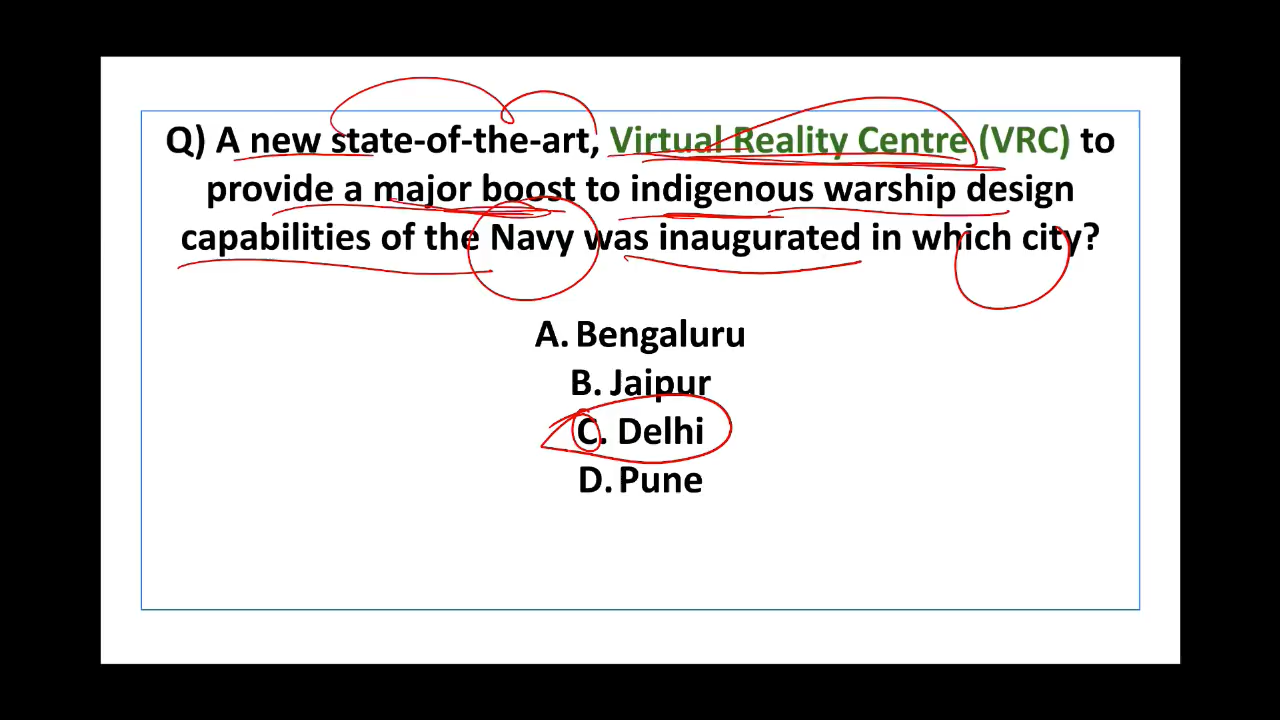 Q) A new state-of-the-art, Virtual Reality Centre (VRC) to
provide a major boost to indigenous warship design
capabilities of the Navy was inaugurated in which city?
A. Bengaluru
B. Jaipur
C. Delhi
D. Pune